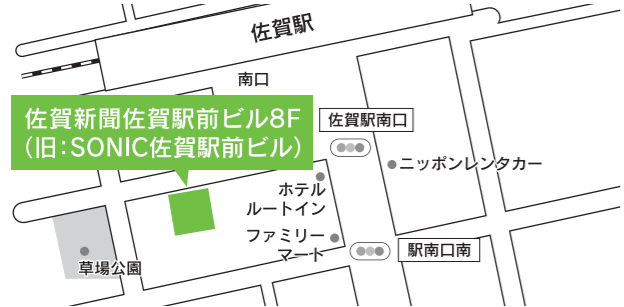 佐賀駅
南口
佐賀新聞佐賀駅前ビル8F
（旧：SONIC佐賀駅前ビル）
佐賀駅南口
ニッポンレンタカー
ホテル
ルートイン
ファミリー
マート
駅南口南
草場公園